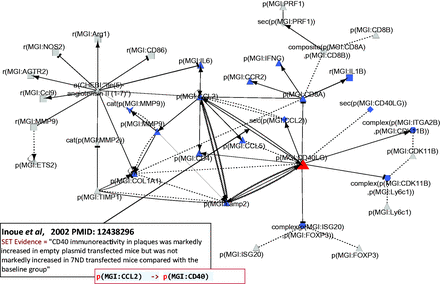 p(MGI:PRF1)
r(MGI:Arg1)
sec(p(MGI:PRF1))
p(MGI:CD8B)
r(MGI:NOS2)
r(MGI:CD86)
composite(p(MGI:CD8A)
,p(MGI:CD8B))
p(MGI:IL6)
p(MGI:IFNG)
r(MGI:AGTR2)
r(MGI:IL1B)
p(MGI:CCR2)
angiotensin II (1-7)")
r(MGI:Ccl9)
p(MGI:CD8A)
cat(p(MGI:MMP9))
sec(p(MGI:CD40LG))
r(MGI:MMP9)
p(MGI:MMP9)
sec(p(MGI:CCL2))
complex(p(MGI:ITGA2B)
cat(p(MGI:MMP2))
p(MGI:CCL5)
p(MGI:CD40LG)
p(MGI:CDK11B)
r(MGI:ETS2)
p(MGI:COL1A1)
complex(p(MGI:CDK11B)
,p(MGI:Ly6c1))
p(MGI:TIMP1)
p(MGI:Mmp2)
p(MGI:Ly6c1)
complex(p(MGI:ISG20)
,p(MGI:FOXP3))
p(MGI:ISG20)
p(MGI:FOXP3)
Inoue et al, 2002 PMID: 12438296
SET Evidence = "CD40 immunoreactivity in plaques was markedly
increased in empty plasmid transfected mice but was not
markedly increased in 7ND transfected mice compared with the
baseline group"
p(MGI:CCL2) -> p(MGI:CD40)